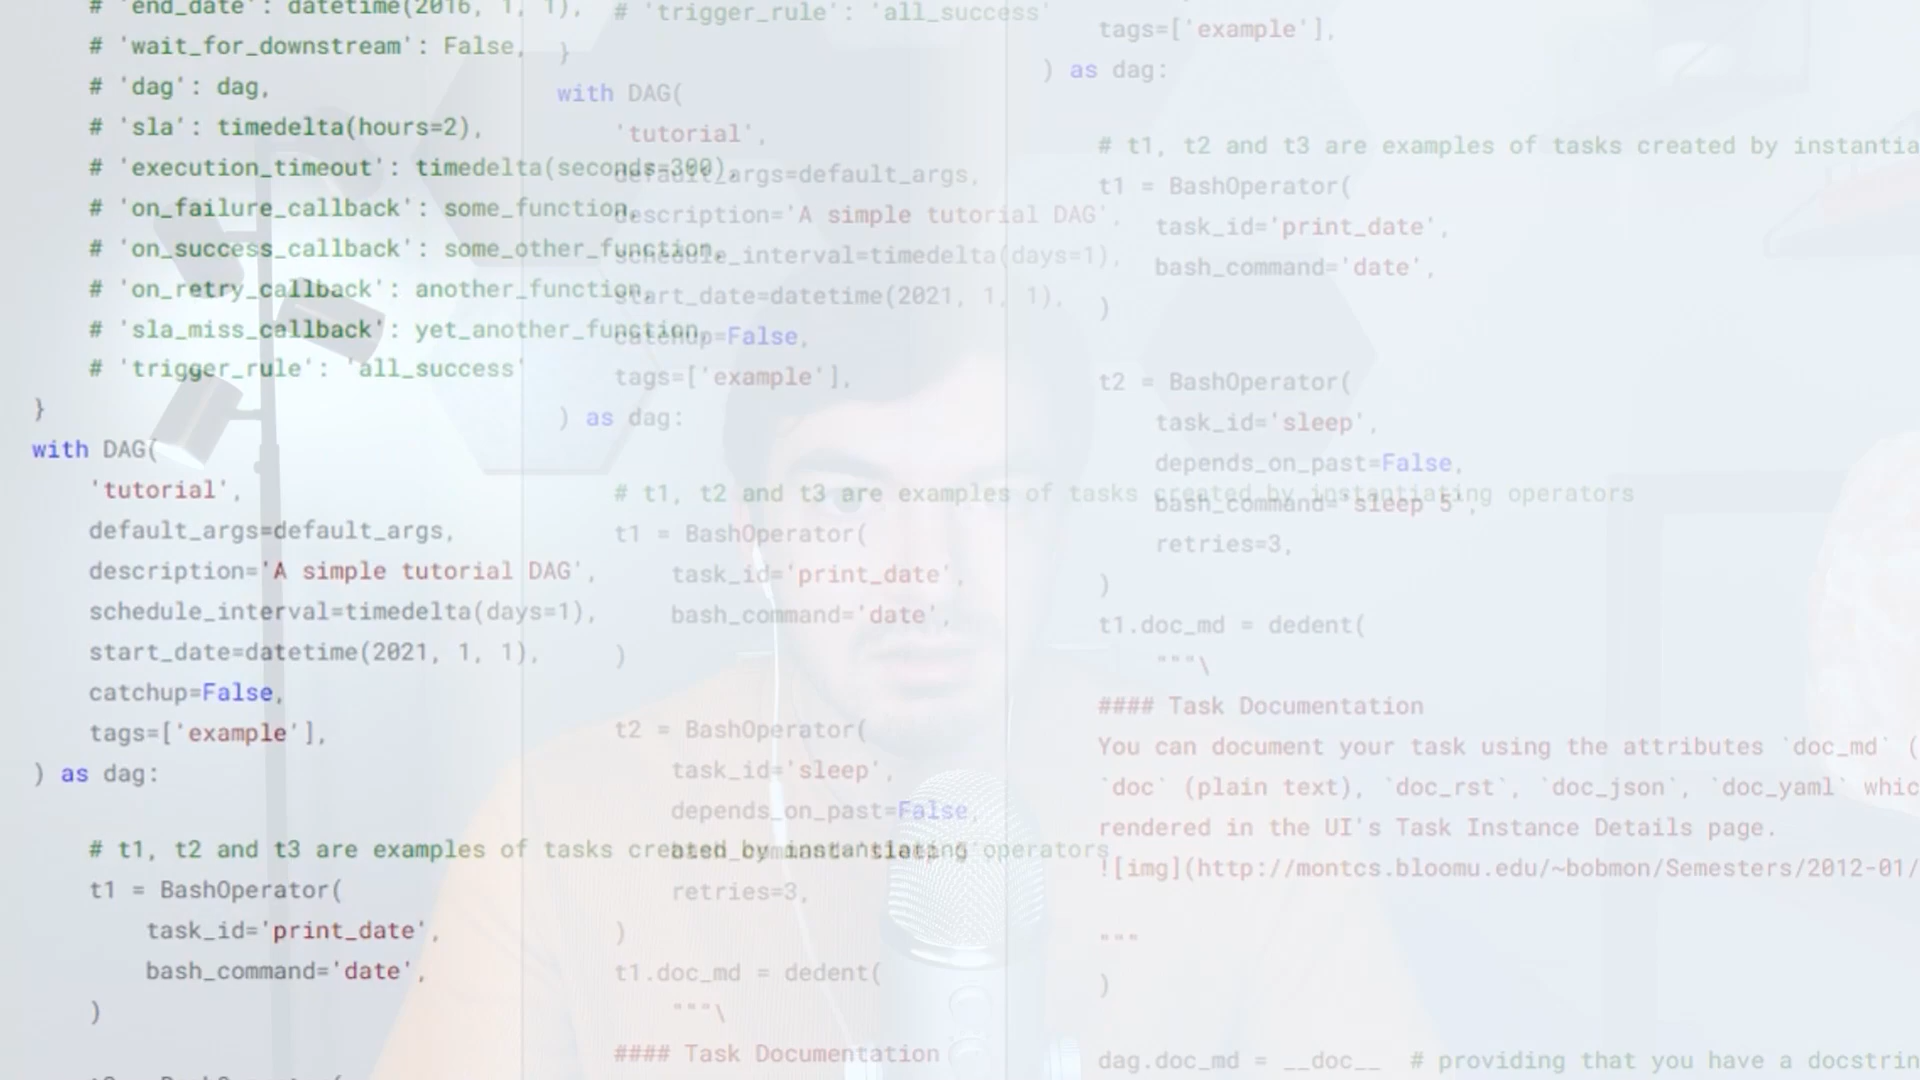 # 'end_date': datetime(2016, 1, 1),
# 'wait_for_downstream': False,
# 'dag': dag,
# 'sla': timedelta(hours=2),
# 'execution_timeout': timedelta(seconds=300),
# 'on_failure_callback': some_function,
# 'on_success_callback': some_other_function,
# 'on_retry_callback': another_function,
# 'sla_miss_callback': yet_another_function,
# 'trigger_rule': 'all_success'
}
with DAG(
'tutorial',
default_args=default_args,
description='A simple tutorial DAG',
schedule_interval=timedelta(days=1),
start_date=datetime(2021, 1, 1),
catchup=False,
tags=['example'],
) as dag:
# t1, t2 and t3 are examples of tasks created by instantiating operators
t1 = BashOperator(
task_id='print_date',
bash_command='date',
)
# 'trigger_rule': 'all_success'
}
with DAG(
'tutorial',
default_args=default_args,
description='A simple tutorial DAG',
schedule_interval=timedelta(days=1),
start_date=datetime(2021, 1, 1),
catchup=False,
tags=['example'],
) as dag:
# t1, t2 and t3 are examples of tasks created by instantiating operators
t1 = BashOperator(
task_id='print_date',
bash_command='date',
)
t2 = BashOperator(
task_id='sleep',
depends_on_past=False,
retries=3,
)
t1.doc_md = dedent(
"""\
#### Task Documentation
tags=['example'],
) as dag:
# t1, t2 and t3 are examples of tasks created by
t1 = BashOperator(
task_id='print_date',
bash_command='date',
)
t2 = BashOperator(
task_id='sleep',
depends_on_past=False,
bash_command='sleep 5',
retries=3,
)
t1.doc_md = dedent(
"""\
#### Task Documentation
You can document your task using the attributes `doc_md` (
`doc` (plain text), `doc_rst`, `doc_json`, `doc_yaml`
rendered in the UI's Task Instance Details page.
![img](http://montcs.bloomu.edu/~bobmon/Semesters/2012-01/
"""
)
dag.doc_md = __doc__ # providing that you have a